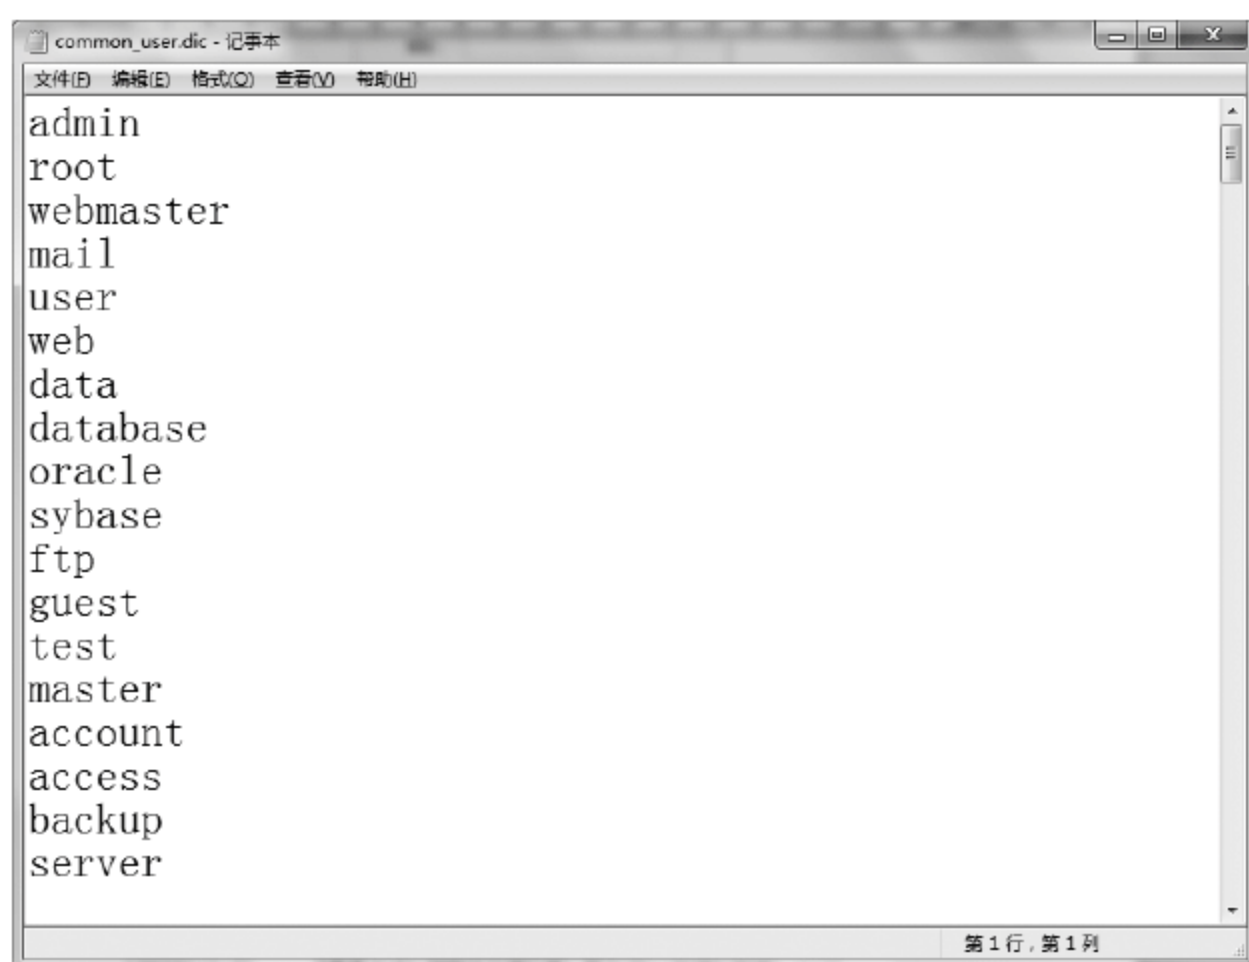 common_user.dic - 记事本
文件(F) 编辑(E) 格式(O) 查看(V) 帮助(H)
admin
root
webmaster
mail
user
web
data
database
oracle
sybase
ftp
guest
test
master
account
access
backup
server
第 1 行，第 1 列